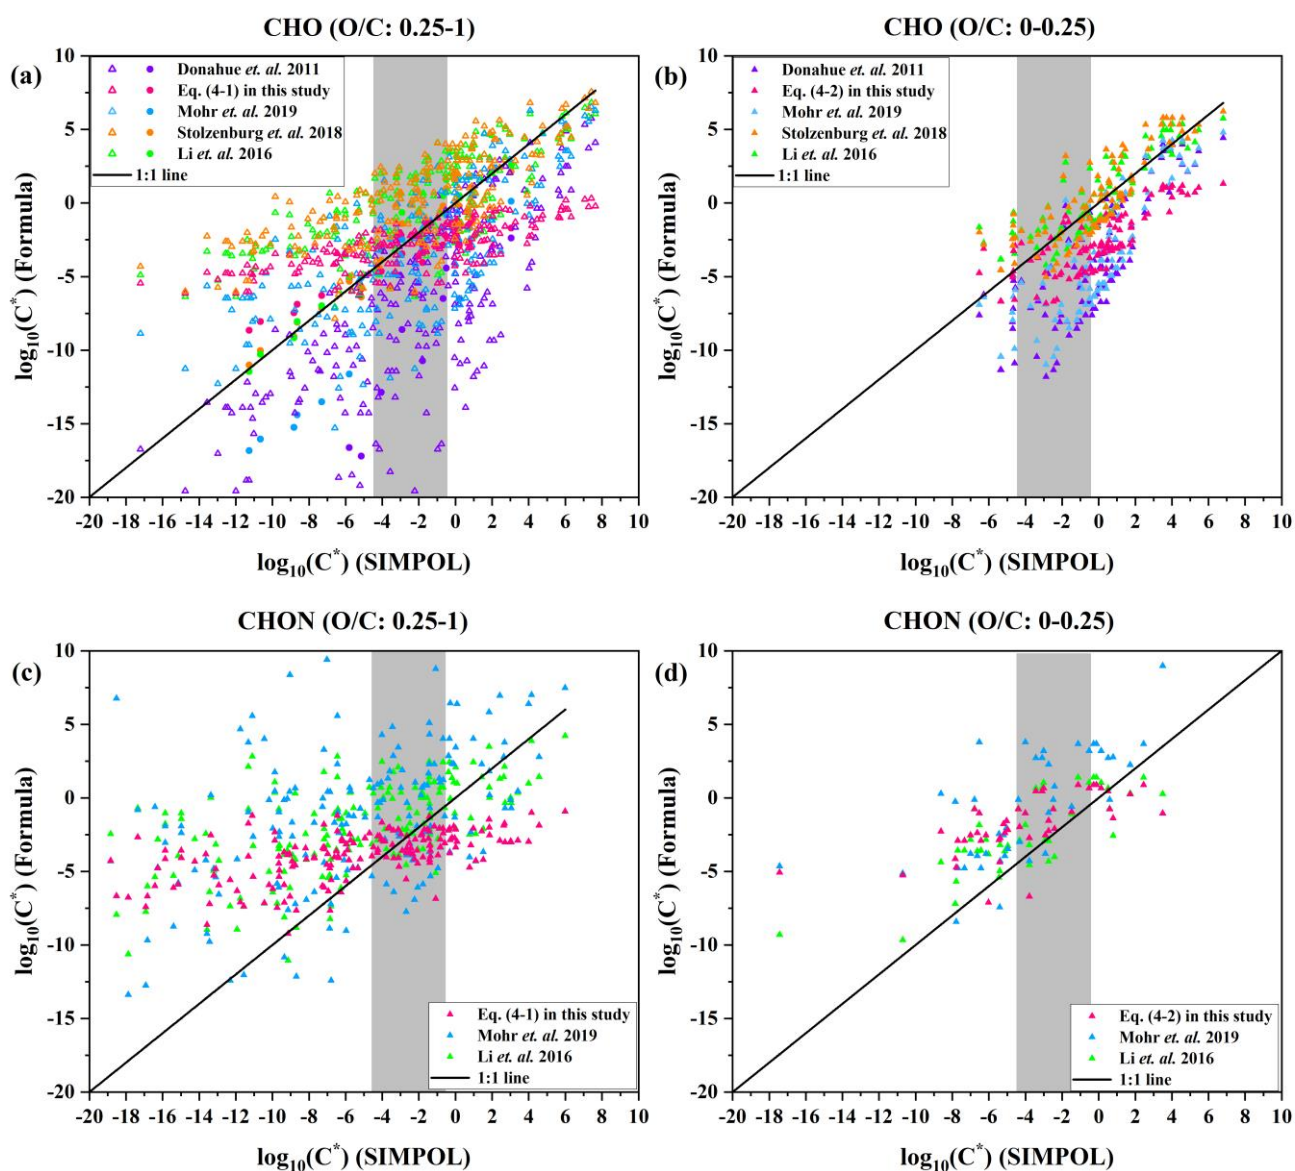 CHO (O/C: 0.25-1)
(a)
10
5
0
-5
-10
-15
-20
log10(C*) (Formula)
Donahue et. al. 2011
Eq. (4-1) in this study
Mohr et. al. 2019
Stolzenburg et. al. 2018
Li et. al. 2016
1:1 line
-20 -18 -16 -14 -12 -10 -8 -6 -4 -2 0 2 4 6 8 10
log10(C*) (SIMPOL)
CHO (O/C: 0-0.25)
(b)
10
5
0
-5
-10
-15
-20
log10(C*) (Formula)
Donahue et. al. 2011
Eq. (4-2) in this study
Mohr et. al. 2019
Stolzenburg et. al. 2018
Li et. al. 2016
1:1 line
-20 -18 -16 -14 -12 -10 -8 -6 -4 -2 0 2 4 6 8 10
log10(C*) (SIMPOL)
CHON (O/C: 0.25-1)
(c)
10
5
0
-5
-10
-15
-20
log10(C*) (Formula)
Eq. (4-1) in this study
Mohr et. al. 2019
Li et. al. 2016
1:1 line
-20 -18 -16 -14 -12 -10 -8 -6 -4 -2 0 2 4 6 8 10
log10(C*) (SIMPOL)
CHON (O/C: 0-0.25)
(d)
10
5
0
-5
-10
-15
-20
log10(C*) (Formula)
Eq. (4-2) in this study
Mohr et. al. 2019
Li et. al. 2016
1:1 line
-20 -18 -16 -14 -12 -10 -8 -6 -4 -2 0 2 4 6 8 10
log10(C*) (SIMPOL)